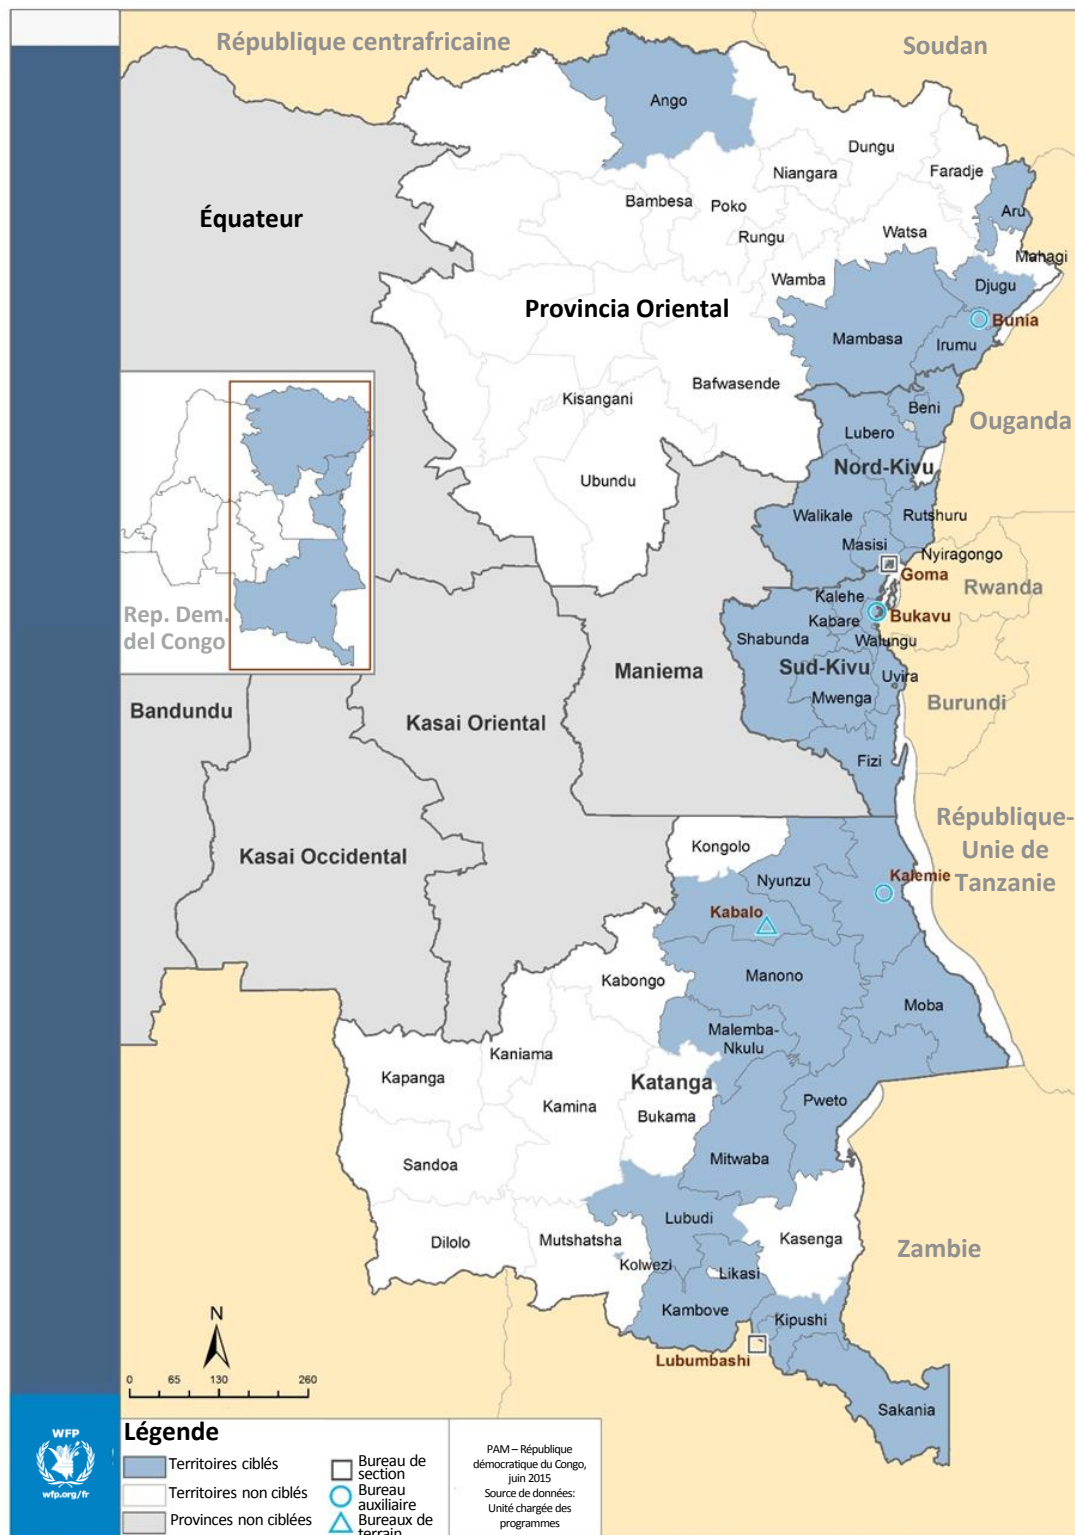 République centrafricaine
Soudan
Ango
Dungu
Niangara
Faradje
Bambesa
Poko
Aru
Équateur
Rungu
Watsa
Mahagi
Wamba
Djugu
Provincia Oriental
Bunia
Mambasa
Irumu
Bafwasende
Kisangani
Beni
Ouganda
Lubero
Nord-Kivu
Ubundu
Walikale
Rutshuru
Masisi
Nyiragongo
Goma
Rwanda
Kalehe
Rep. Dem.
del Congo
Kabare
Bukavu
Shabunda
Walungu
Maniema
Sud-Kivu
Uvira
Mwenga
Burundi
Bandundu
Kasai Oriental
Fizi
République-
Unie de
Tanzanie
Kongolo
Kasai Occidental
Nyunzu
Kalemie
Kabalo
Kabongo
Manono
Moba
Malemba-
Nkulu
Kaniama
Kapanga
Katanga
Kamina
Bukama
Pweto
Sandoa
Mitwaba
Lubudi
Dilolo
Mutshatsha
Kasenga
Zambie
Kolwezi
Likasi
Kambove
Kipushi
Lubumbashi
Sakania
N
0 65 130 260
WFP
wfp.org/fr
Légende
Territoires ciblés
Territoires non ciblés
Provinces non ciblées
Bureau de
section
Bureau
auxiliaire
Bureaux de
terrain
PAM – République
démocratique du Congo,
juin 2015
Source de données:
Unité chargée des
programmes